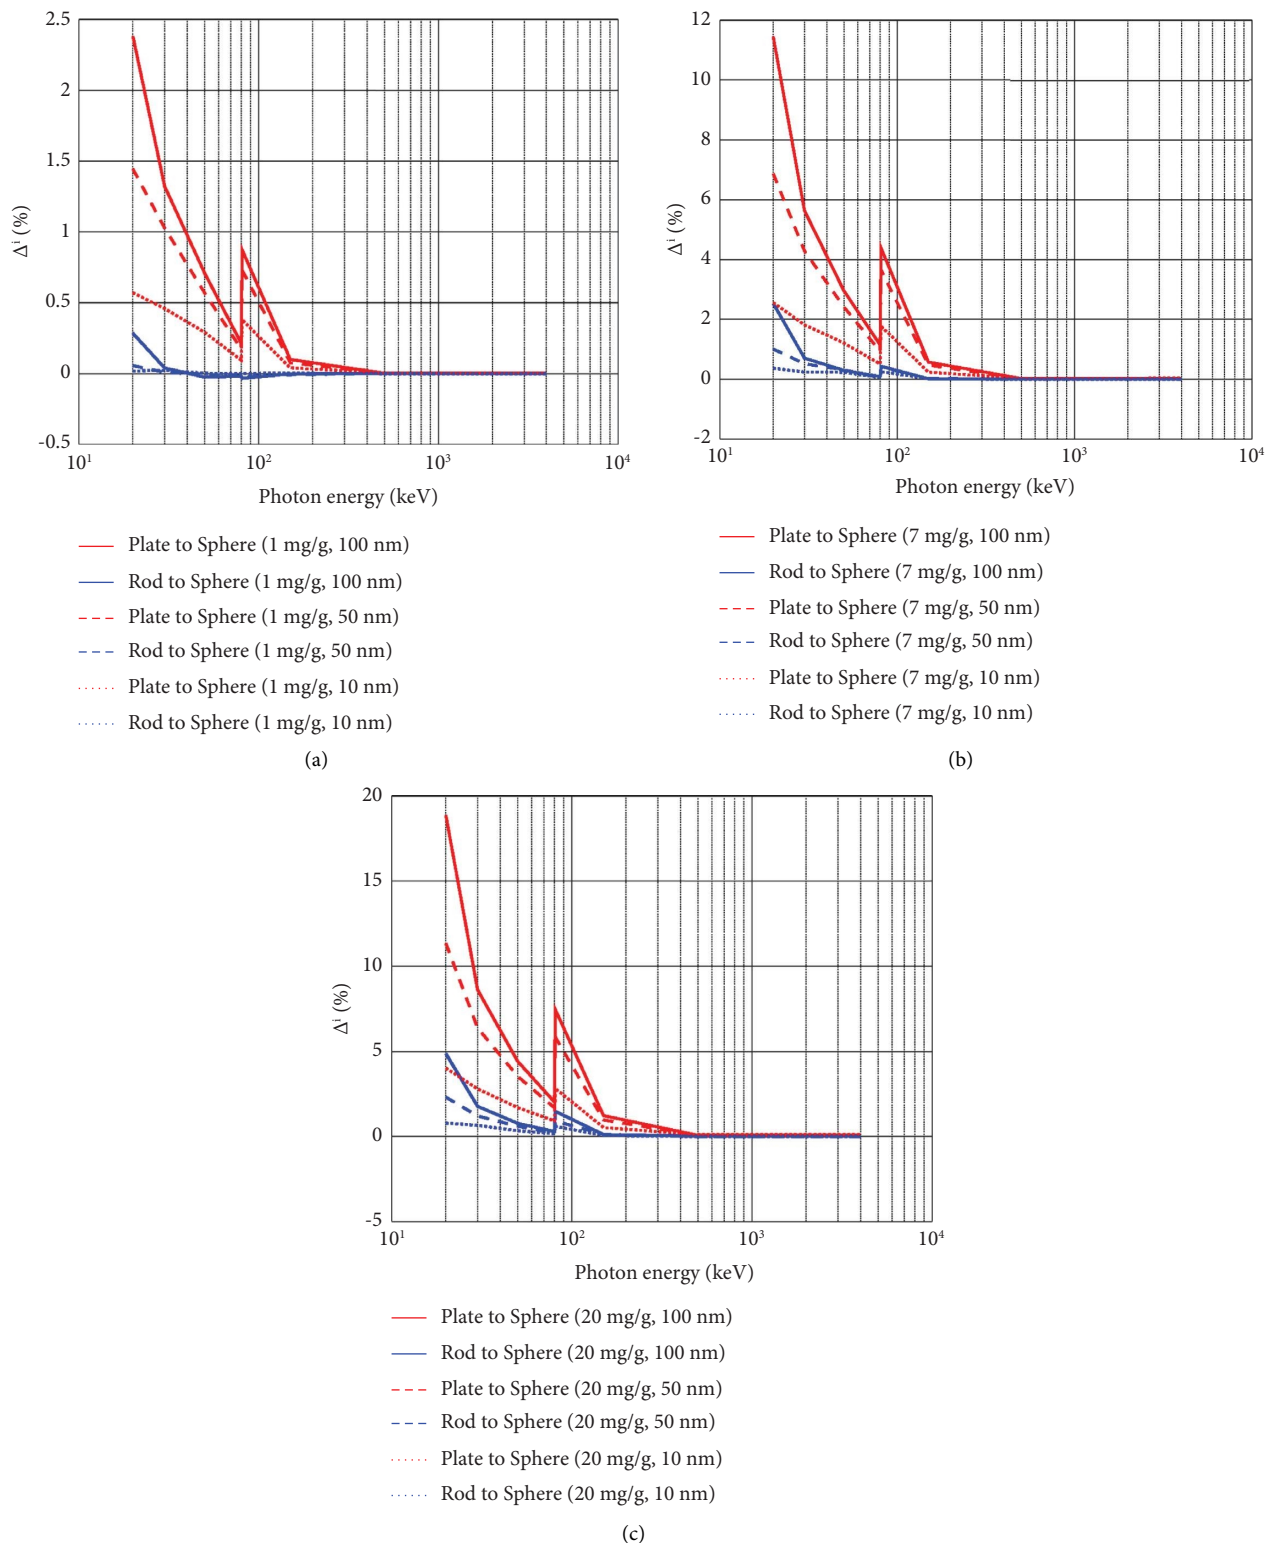 2.5
2
1.5
1
0.5
0
-0.5
Δⁱ (%)
10¹ 10² 10³ 10⁴
Photon energy (keV)
Plate to Sphere (1 mg/g, 100 nm)
Rod to Sphere (1 mg/g, 100 nm)
Plate to Sphere (1 mg/g, 50 nm)
Rod to Sphere (1 mg/g, 50 nm)
Plate to Sphere (1 mg/g, 10 nm)
Rod to Sphere (1 mg/g, 10 nm)
(a)
12
10
8
6
4
2
0
-2
Δⁱ (%)
10¹ 10² 10³ 10⁴
Photon energy (keV)
Plate to Sphere (7 mg/g, 100 nm)
Rod to Sphere (7 mg/g, 100 nm)
Plate to Sphere (7 mg/g, 50 nm)
Rod to Sphere (7 mg/g, 50 nm)
Plate to Sphere (7 mg/g, 10 nm)
Rod to Sphere (7 mg/g, 10 nm)
(b)
20
15
10
5
0
-5
Δⁱ (%)
10¹ 10² 10³ 10⁴
Photon energy (keV)
Plate to Sphere (20 mg/g, 100 nm)
Rod to Sphere (20 mg/g, 100 nm)
Plate to Sphere (20 mg/g, 50 nm)
Rod to Sphere (20 mg/g, 50 nm)
Plate to Sphere (20 mg/g, 10 nm)
Rod to Sphere (20 mg/g, 10 nm)
(c)